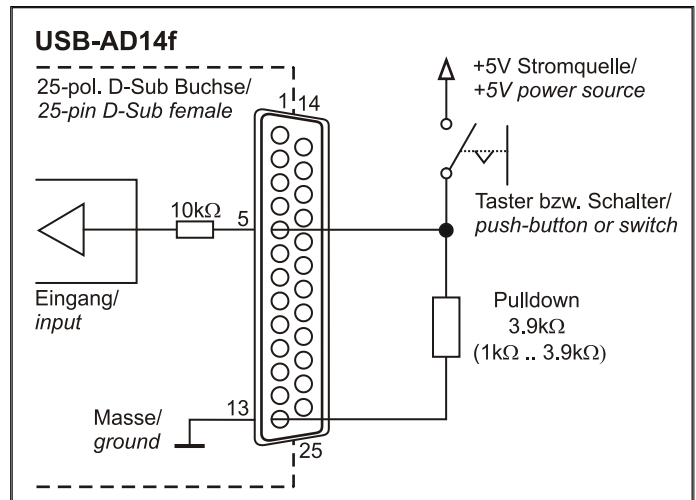 USB-AD14f
25-pol. D-Sub Buchse/
25-pin D-Sub female
1
14
+5V Stromquelle/
+5V power source
10kΩ
5
Taster bzw. Schalter/
push-button or switch
Eingang/
input
Pulldown
3.9kΩ
(1kΩ .. 3.9kΩ)
Masse/
ground
13
25